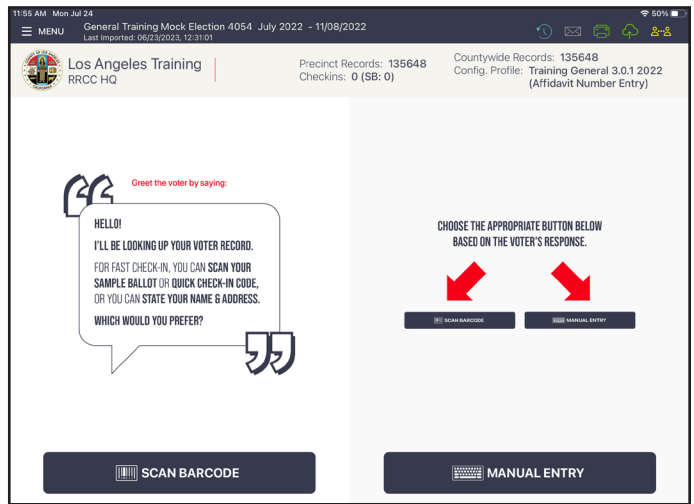 11:55 AM Mon Jul 24
50%
MENU
General Training Mock Election 4054 July 2022 - 11/08/2022
Last Imported: 06/23/2023, 12:31:01
Los Angeles Training
RRCC HQ
Precinct Records: 135648
Checkins: 0 (SB: 0)
Countywide Records: 135648
Config. Profile: Training General 3.0.1 2022
(Affidavit Number Entry)
Greet the voter by saying:
HELLO!
I'LL BE LOOKING UP YOUR VOTER RECORD.
FOR FAST CHECK-IN, YOU CAN SCAN YOUR
SAMPLE BALLOT OR QUICK CHECK-IN CODE,
OR YOU CAN STATE YOUR NAME & ADDRESS.
WHICH WOULD YOU PREFER?
CHOOSE THE APPROPRIATE BUTTON BELOW
BASED ON THE VOTER'S RESPONSE.
SCAN BARCODE
MANUAL ENTRY
SCAN BARCODE
MANUAL ENTRY